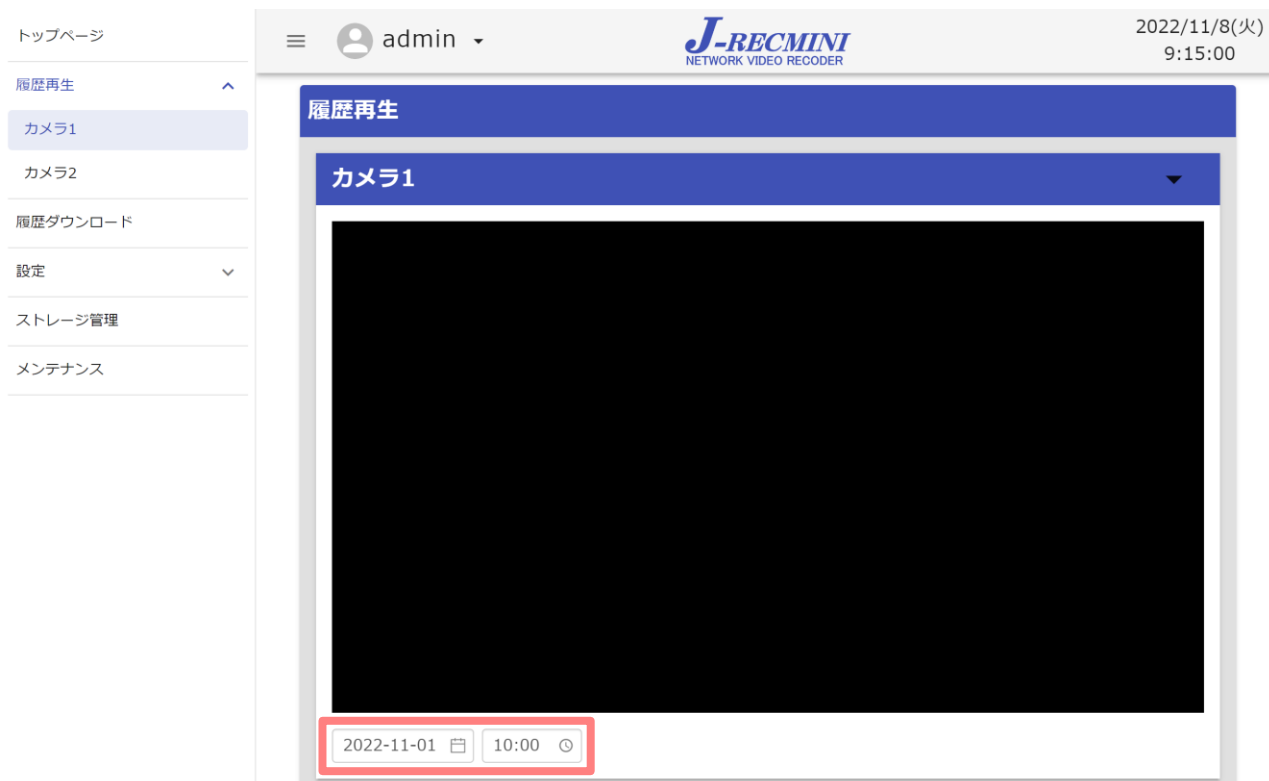 トップページ
履歴再生
カメラ1
カメラ2
履歴ダウンロード
設定
ストレージ管理
メンテナンス
admin
J-RECMINI
NETWORK VIDEO RECODER
2022/11/8(火)
9:15:00
履歴再生
カメラ1
2022-11-01
10:00